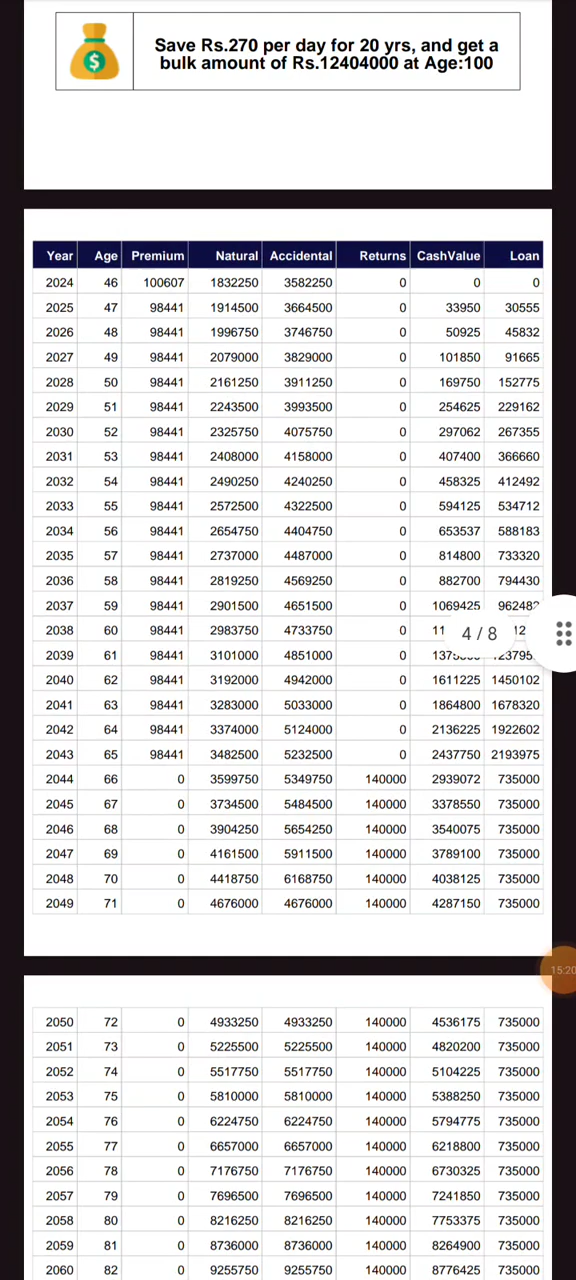 Save Rs.270 per day for 20 yrs, and get a
bulk amount of Rs.12404000 at Age:100
Year Age Premium Natural Accidental Returns CashValue Loan
2024 46 100607 1832250 3582250 0 0 0
2025 47 98441 1914500 3664500 0 33950 30555
2026 48 98441 1996750 3746750 0 50925 45832
2027 49 98441 2079000 3829000 0 101850 91665
2028 50 98441 2161250 3911250 0 169750 152775
2029 51 98441 2243500 3993500 0 254625 229162
2030 52 98441 2325750 4075750 0 297062 267355
2031 53 98441 2408000 4158000 0 407400 366660
2032 54 98441 2490250 4240250 0 458325 412492
2033 55 98441 2572500 4322500 0 594125 534712
2034 56 98441 2654750 4404750 0 653537 588183
2035 57 98441 2737000 4487000 0 814800 733320
2036 58 98441 2819250 4569250 0 882700 794430
2037 59 98441 2901500 4651500 0 1069425 962482
2038 60 98441 2983750 4733750 0
4 / 8
2039 61 98441 3101000 4851000 0
2040 62 98441 3192000 4942000 0 1611225 1450102
2041 63 98441 3283000 5033000 0 1864800 1678320
2042 64 98441 3374000 5124000 0 2136225 1922602
2043 65 98441 3482500 5232500 0 2437750 2193975
2044 66 0 3599750 5349750 140000 2939072 735000
2045 67 0 3734500 5484500 140000 3378550 735000
2046 68 0 3904250 5654250 140000 3540075 735000
2047 69 0 4161500 5911500 140000 3789100 735000
2048 70 0 4418750 6168750 140000 4038125 735000
2049 71 0 4676000 4676000 140000 4287150 735000
15:20
2050 72 0 4933250 4933250 140000 4536175 735000
2051 73 0 5225500 5225500 140000 4820200 735000
2052 74 0 5517750 5517750 140000 5104225 735000
2053 75 0 5810000 5810000 140000 5388250 735000
2054 76 0 6224750 6224750 140000 5794775 735000
2055 77 0 6657000 6657000 140000 6218800 735000
2056 78 0 7176750 7176750 140000 6730325 735000
2057 79 0 7696500 7696500 140000 7241850 735000
2058 80 0 8216250 8216250 140000 7753375 735000
2059 81 0 8736000 8736000 140000 8264900 735000
2060 82 0 9255750 9255750 140000 8776425 735000